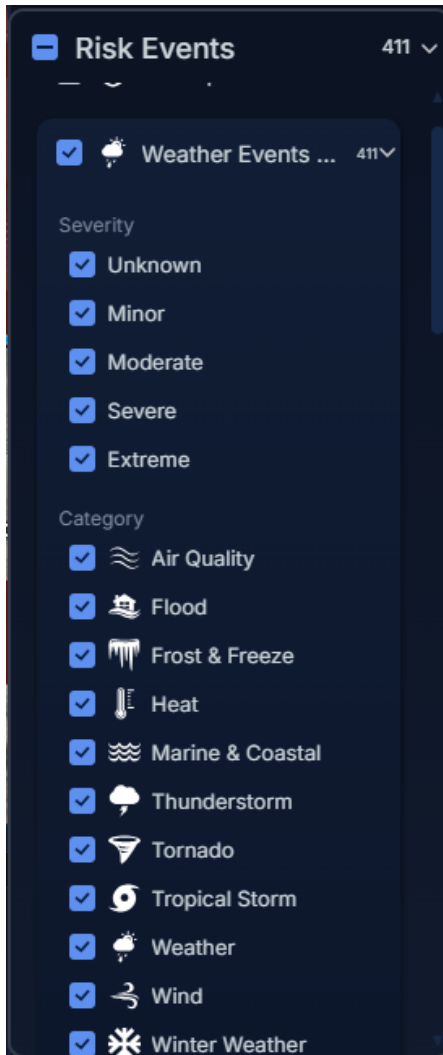 Risk Events 411
Weather Events ... 411
Severity
Unknown
Minor
Moderate
Severe
Extreme
Category
Air Quality
Flood
Frost & Freeze
Heat
Marine & Coastal
Thunderstorm
Tornado
Tropical Storm
Weather
Wind
Winter Weather